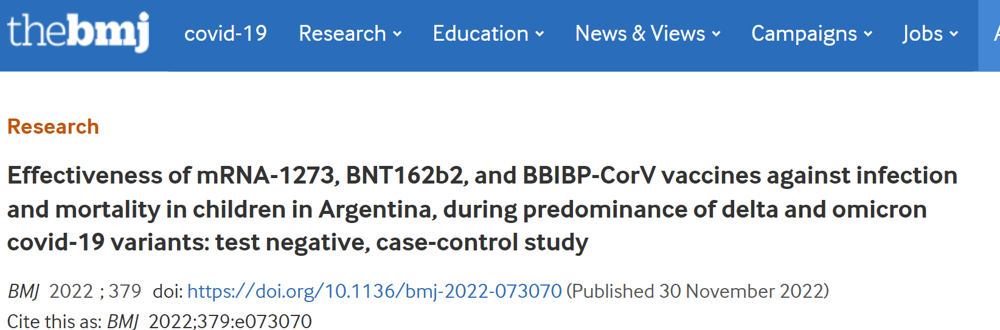 thebmj covid-19 Research Education News & Views Campaigns Jobs A
Research
Effectiveness of mRNA-1273, BNT162b2, and BBIBP-CorV vaccines against infection
and mortality in children in Argentina, during predominance of delta and omicron
covid-19 variants: test negative, case-control study
BMJ 2022 ; 379 doi: https://doi.org/10.1136/bmj-2022-073070 (Published 30 November 2022)
Cite this as: BMJ 2022;379:e073070